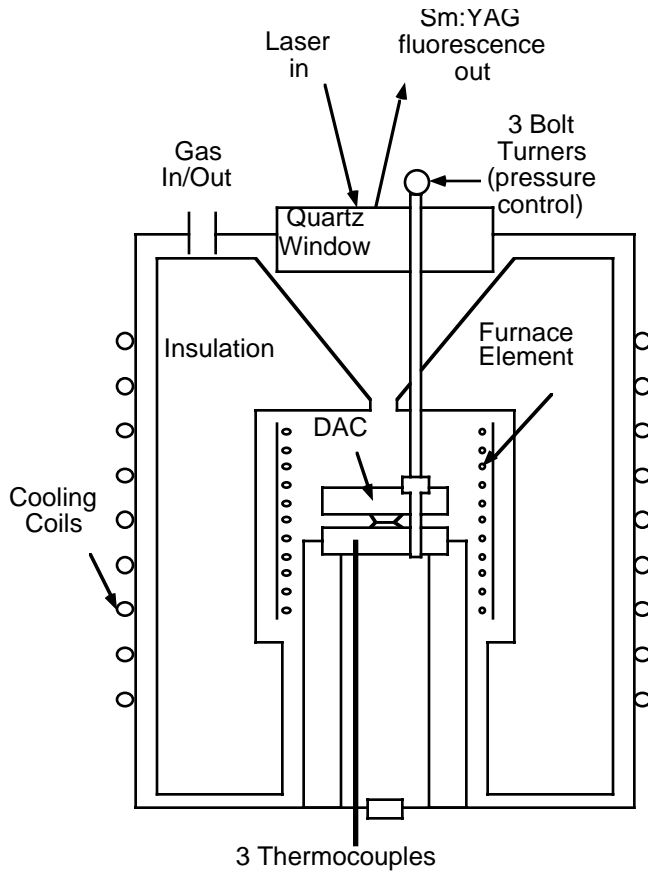 Sm:YAG
fluorescence
out
Laser
in
3 Bolt
Turners
(pressure
control)
Gas
In/Out
Quartz
Window
Insulation
Furnace
Element
DAC
Cooling
Coils
3 Thermocouples